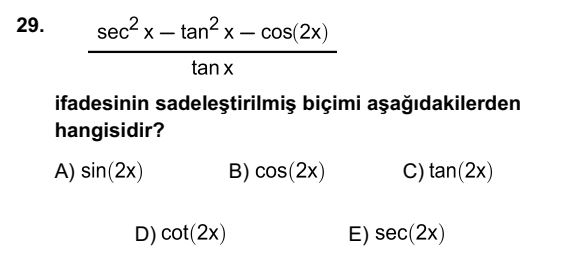 29.
sec² x − tan² x − cos(2x)
tan x
ifadesinin sadeleştirilmiş biçimi aşağıdakilerden
hangisidir?
A) sin(2x) B) cos(2x) C) tan(2x)
D) cot(2x) E) sec(2x)